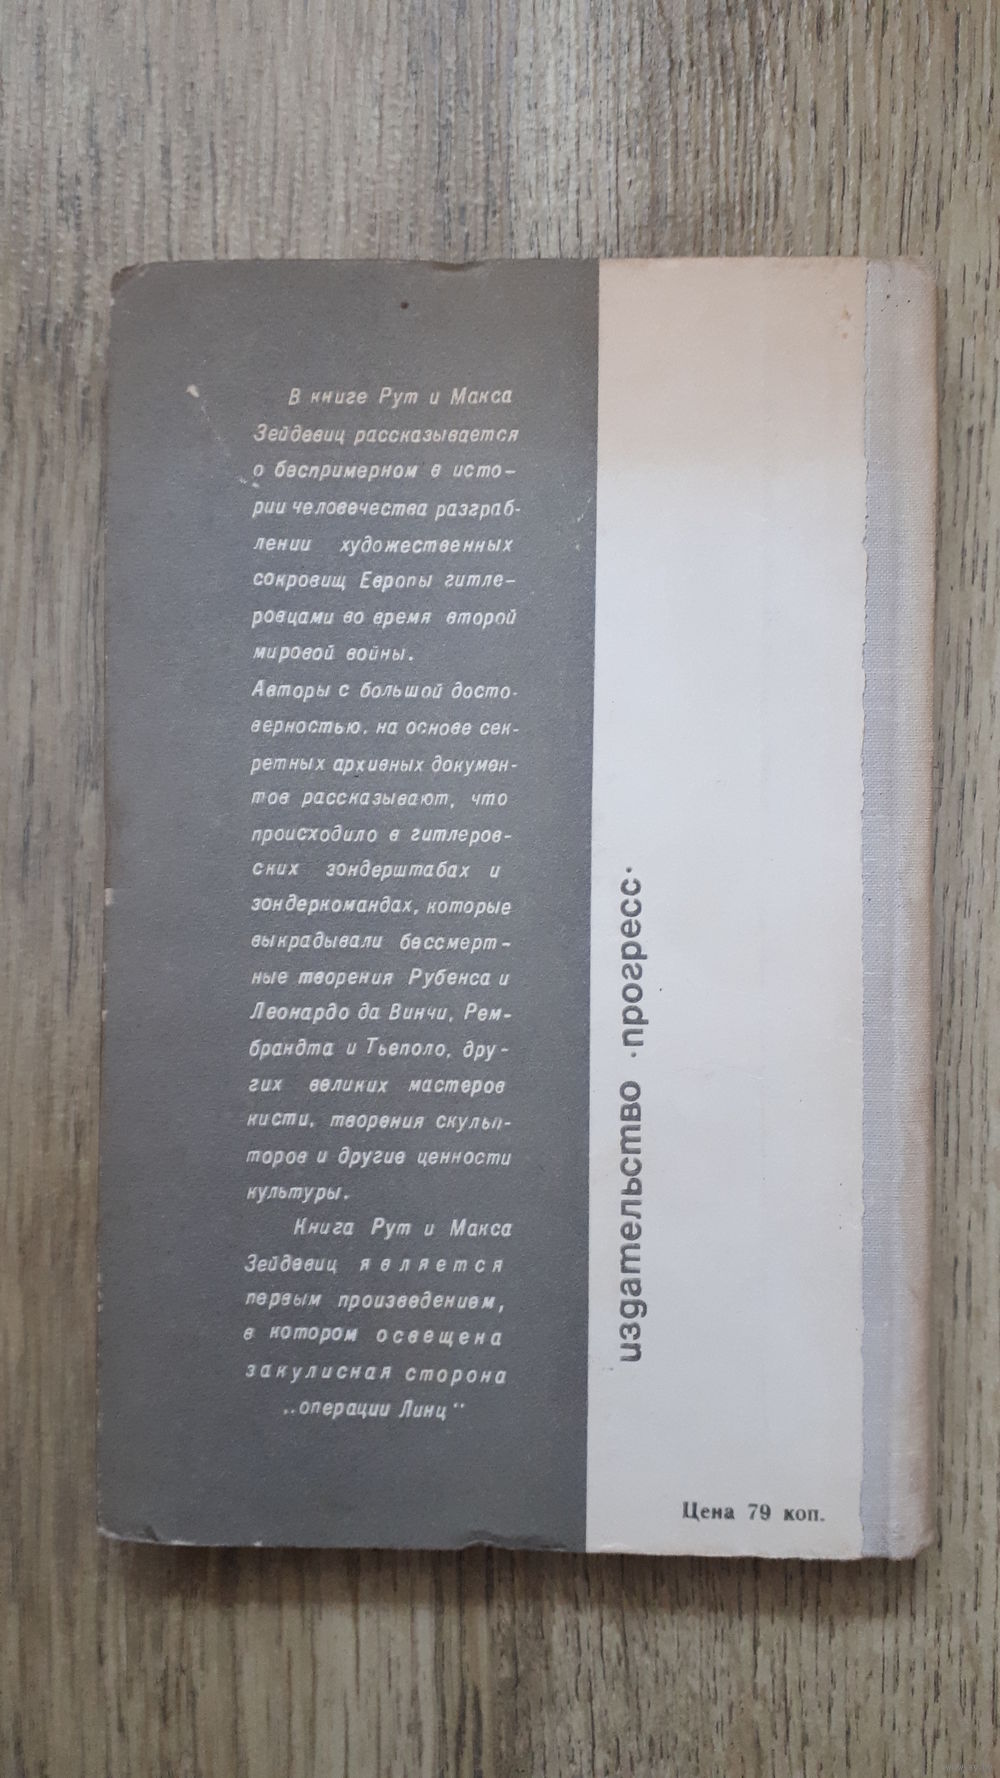 В книге Рут и Макса
Зейдевиц рассказывается
о беспримерном в исто-
рии человечества разграб-
лении художественных
сокровищ Европы гитле-
ровцами во время второй
мировой войны.
Авторы с большой досто-
верностью, на основе сек-
ретных архивных докумен-
тов рассказывают, что
происходило в гитлеров-
ских зондерштабах и
зондеркомандах, которые
выкрадывали бессмерт-
ные творения Рубенса и
Леонардо да Винчи, Рем-
брандта и Тьеполо, дру-
гих великих мастеров
кисти, творения скульп-
торов и другие ценности
культуры.
Книга Рут и Макса
Зейдевиц является
первым произведением,
в котором освещена
закулисная сторона
„операции Линц"
издательство ·прогресс·
Цена 79 коп.